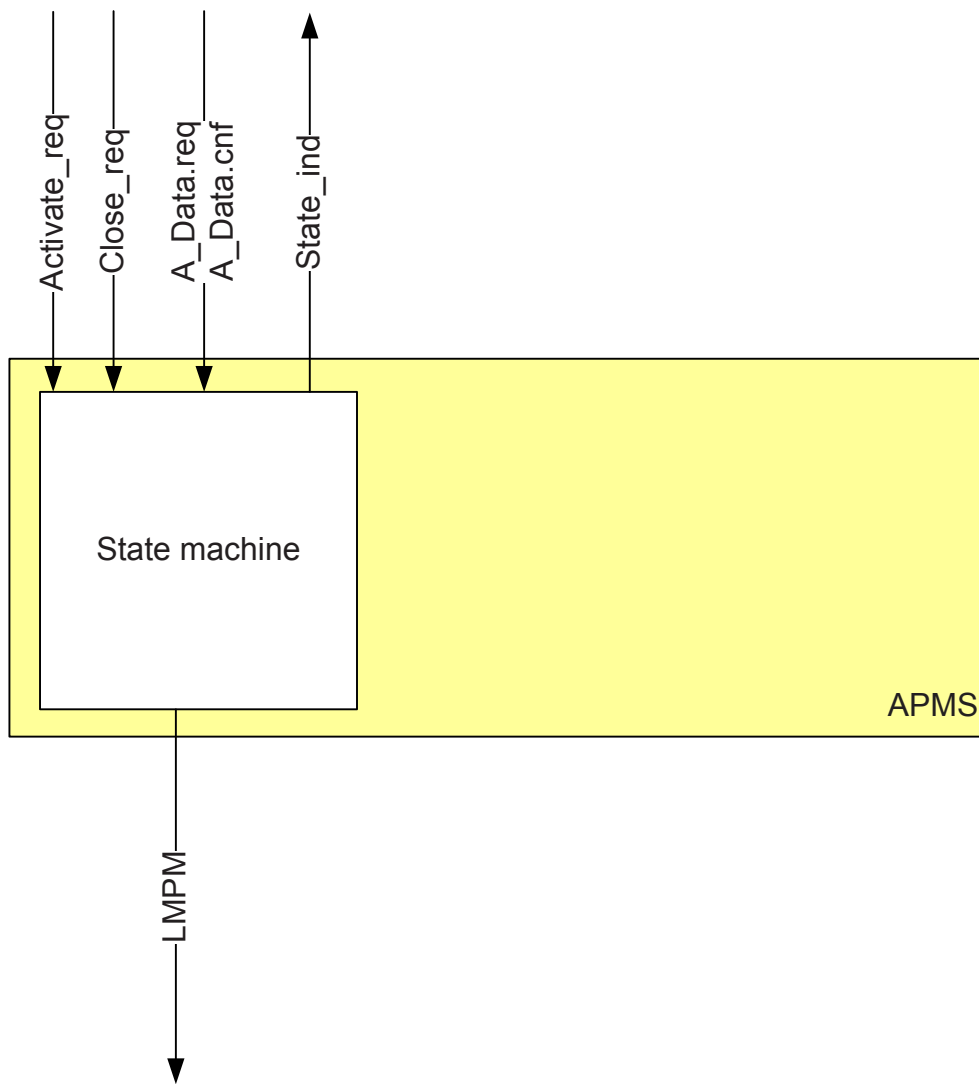 Activate_req
Close_req
A_Data.req
A_Data.cnf
State_ind
State machine
APMS
LMPM